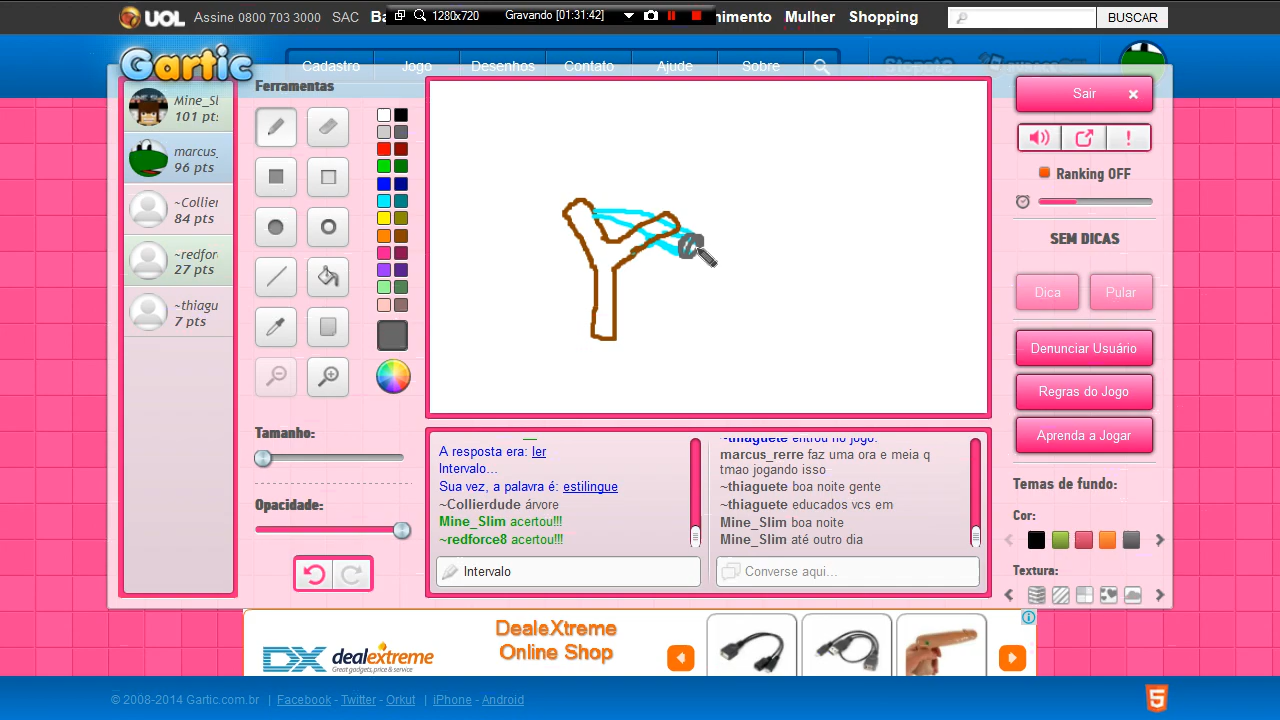 UOL Assine 0800 703 3000 SAC
1280x720 Gravando [01:31:42]
Mulher Shopping BUSCAR
Gartic
Cadastro Jogo Desenhos Contato Ajude Sobre
Mine_Sl
101 pts
marcus_
96 pts
~Collier
84 pts
~redfor
27 pts
~thiagu
7 pts
Ferramentas
Tamanho:
Opacidade:
A resposta era: ler
Intervalo...
Sua vez, a palavra é: estilingue
~Collierdude árvore
Mine_Slim acertou!!!
~redforce8 acertou!!!
Intervalo
~thiaguete entrou no jogo.
marcus_rerre faz uma ora e meia q
tmao jogando isso
~thiaguete boa noite gente
~thiaguete educados vcs em
Mine_Slim boa noite
Mine_Slim até outro dia
Converse aqui...
Sair
Ranking OFF
SEM DICAS
Dica Pular
Denunciar Usuário
Regras do Jogo
Aprenda a Jogar
Temas de fundo:
Cor:
Textura:
DX dealextreme
Great gadgets, price & service
DealeXtreme
Online Shop
© 2008-2014 Gartic.com.br | Facebook - Twitter - Orkut | iPhone - Android
5